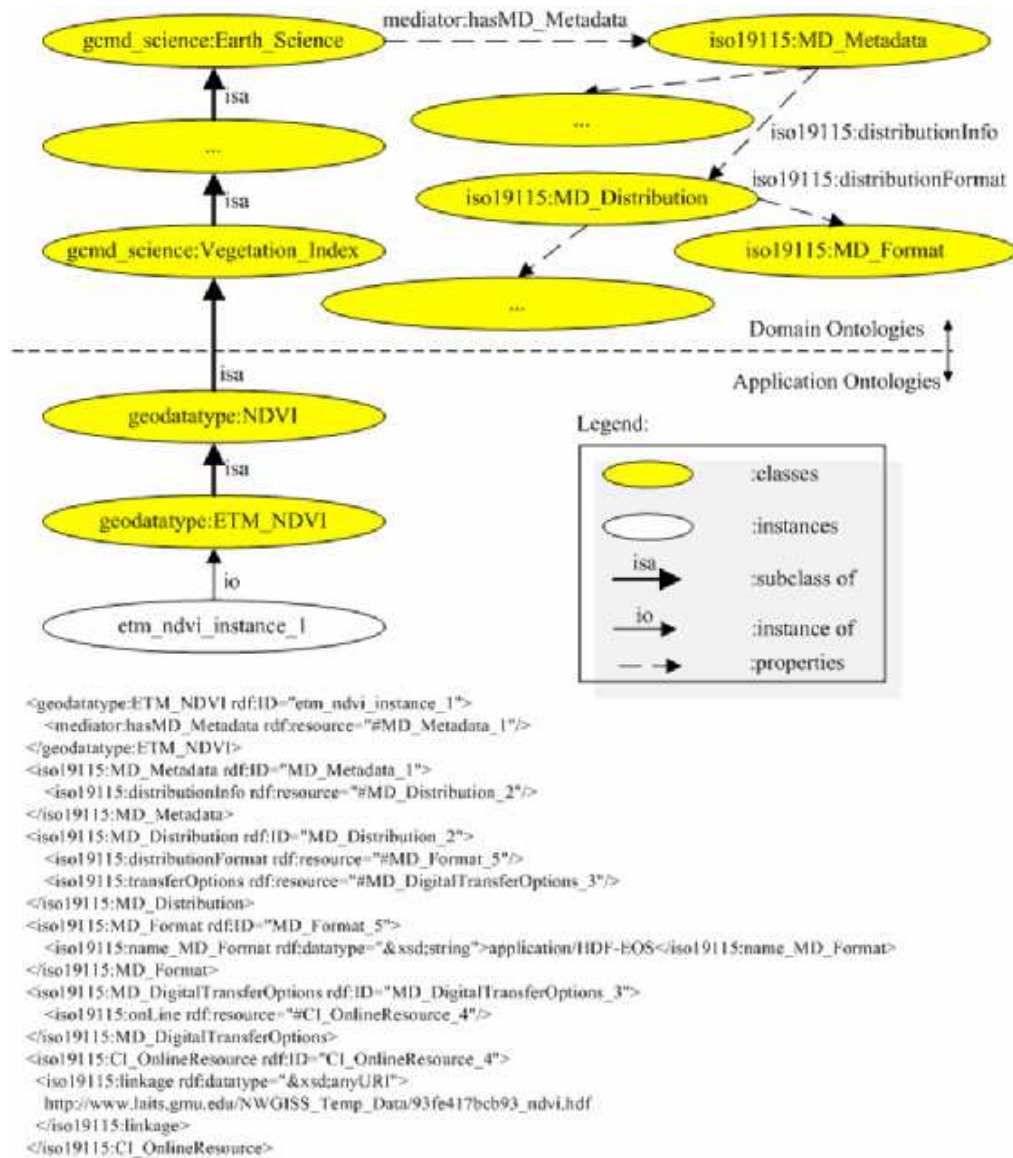 gcmd_science:Earth_Science
mediator:hasMD_Metadata
iso19115:MD_Metadata
isa
...
...
iso19115:distributionInfo
isa
iso19115:MD_Distribution
iso19115:distributionFormat
gcmd_science:Vegetation_Index
iso19115:MD_Format
...
Domain Ontologies
isa
Application Ontologies
geodatatype:NDVI
isa
geodatatype:ETM_NDVI
io
etm_ndvi_instance_1
Legend:
:classes
:instances
isa
:subclass of
io
:instance of
:properties
<geodatatype:ETM_NDVI rdf:ID="etm_ndvi_instance_1">
<mediator:hasMD_Metadata rdf:resource="#MD_Metadata_1"/>
</geodatatype:ETM_NDVI>
<iso19115:MD_Metadata rdf:ID="MD_Metadata_1">
<iso19115:distributionInfo rdf:resource="#MD_Distribution_2"/>
</iso19115:MD_Metadata>
<iso19115:MD_Distribution rdf:ID="MD_Distribution_2">
<iso19115:distributionFormat rdf:resource="#MD_Format_5"/>
<iso19115:transferOptions rdf:resource="#MD_DigitalTransferOptions_3"/>
</iso19115:MD_Distribution>
<iso19115:MD_Format rdf:ID="MD_Format_5">
<iso19115:name_MD_Format rdf:datatype="&xsd;string">application/HDF-EOS</iso19115:name_MD_Format>
</iso19115:MD_Format>
<iso19115:MD_DigitalTransferOptions rdf:ID="MD_DigitalTransferOptions_3">
<iso19115:onLine rdf:resource="#CI_OnlineResource_4"/>
</iso19115:MD_DigitalTransferOptions>
<iso19115:CI_OnlineResource rdf:ID="CI_OnlineResource_4">
<iso19115:linkage rdf:datatype="&xsd;anyURI">
http://www.laits.gmu.edu/NWGISS_Temp_Data/93fe417bcb93_ndvi.hdf
</iso19115:linkage>
</iso19115:CI_OnlineResource>